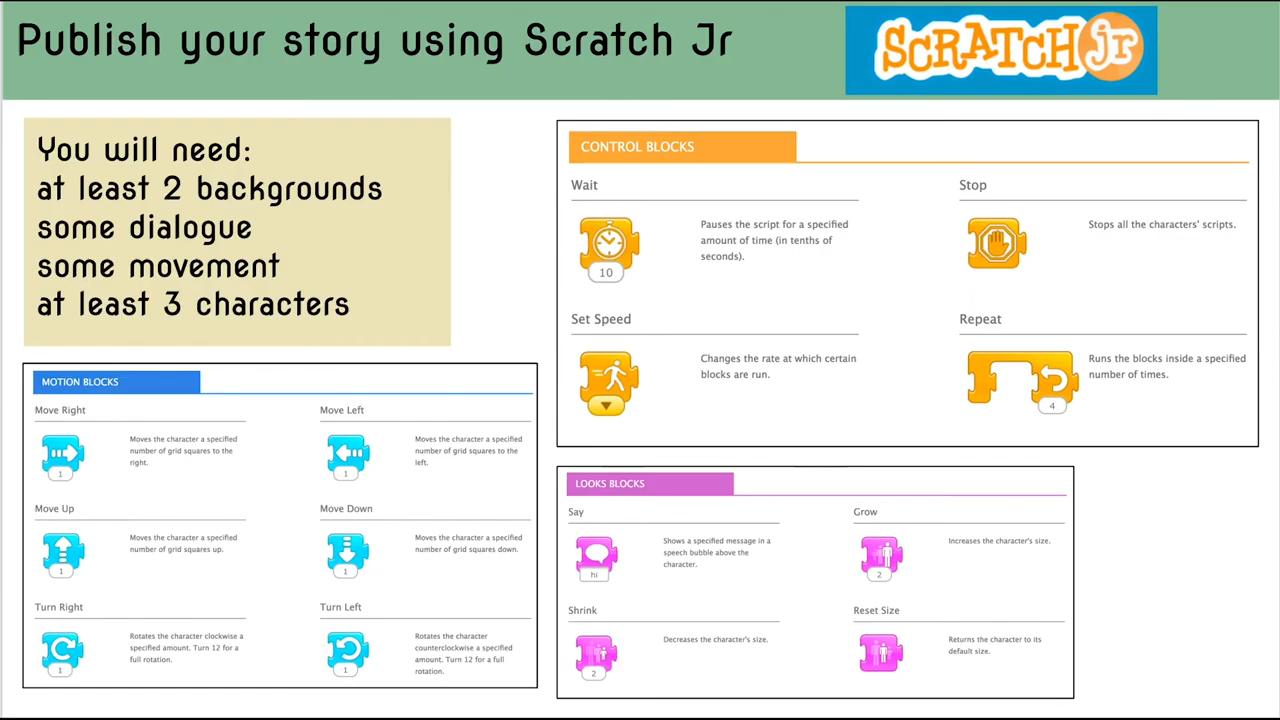 Publish your story using Scratch Jr
SCRATCH jr
You will need:
at least 2 backgrounds
some dialogue
some movement
at least 3 characters
CONTROL BLOCKS
Wait
Pauses the script for a specified
amount of time (in tenths of
seconds).
10
Stop
Stops all the characters' scripts.
Set Speed
Changes the rate at which certain
blocks are run.
Repeat
Runs the blocks inside a specified
number of times.
4
MOTION BLOCKS
Move Right
Moves the character a specified
number of grid squares to the
right.
1
Move Left
Moves the character a specified
number of grid squares to the
left.
1
Move Up
Moves the character a specified
number of grid squares up.
1
Move Down
Moves the character a specified
number of grid squares down.
1
Turn Right
Rotates the character clockwise a
specified amount. Turn 12 for a
full rotation.
1
Turn Left
Rotates the character
counterclockwise a specified
amount. Turn 12 for a full
rotation.
1
LOOKS BLOCKS
Say
Shows a specified message in a
speech bubble above the
character.
hi
Grow
Increases the character's size.
2
Shrink
Decreases the character's size.
2
Reset Size
Returns the character to its
default size.